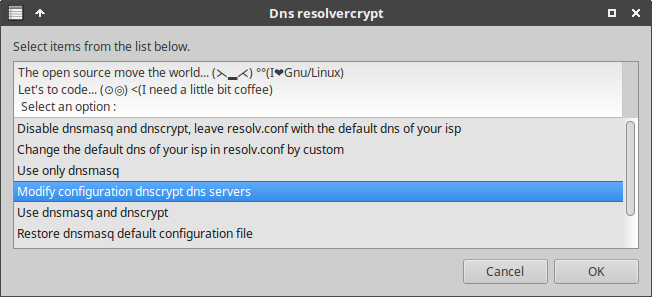 Dns resolvercrypt
Select items from the list below.
The open source move the world... (⋋▂⋌) °°(I❤Gnu/Linux)
Let's to code... (⊙◎) <(I need a little bit coffee)
Select an option :
Disable dnsmasq and dnscrypt, leave resolv.conf with the default dns of your isp
Change the default dns of your isp in resolv.conf by custom
Use only dnsmasq
Modify configuration dnscrypt dns servers
Use dnsmasq and dnscrypt
Restore dnsmasq default configuration file
Cancel
OK